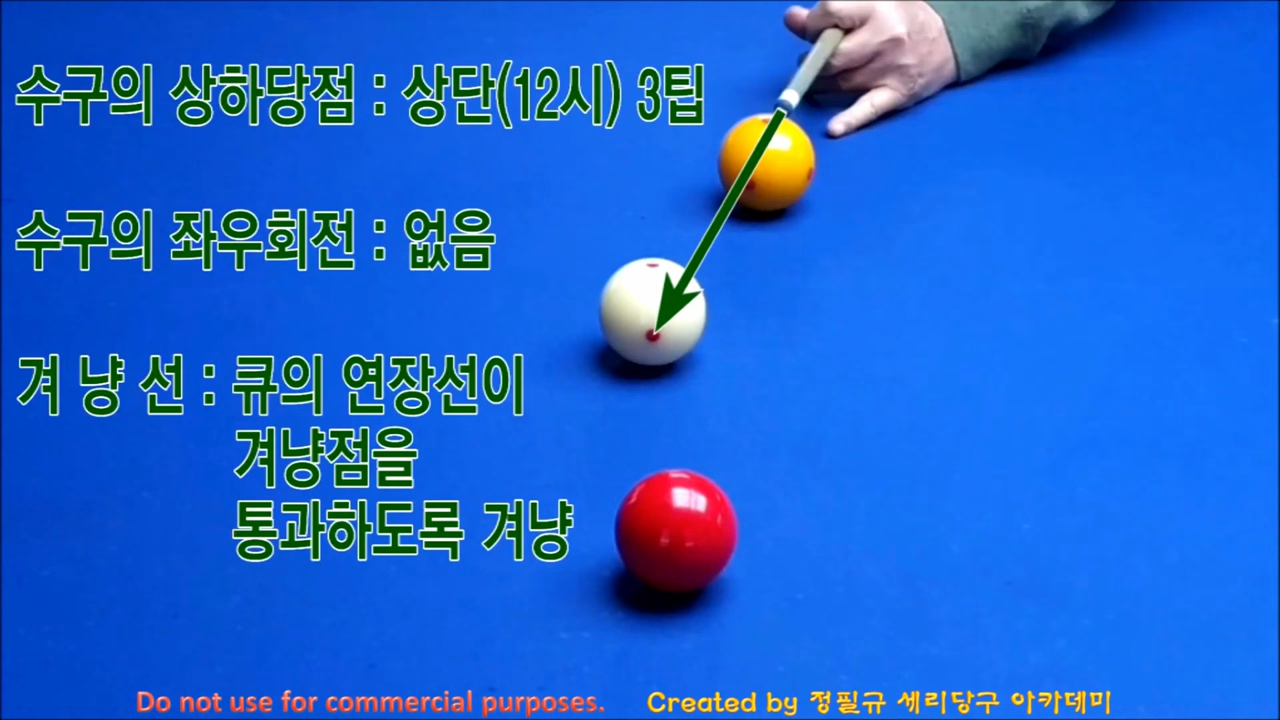 수구의 상하당점 : 상단(12시) 3팁
수구의 좌우회전 : 없음
겨 냥 선 : 큐의 연장선이
겨냥점을
통과하도록 겨냥
Do not use for commercial purposes. Created by 정필규 세리당구 아카데미